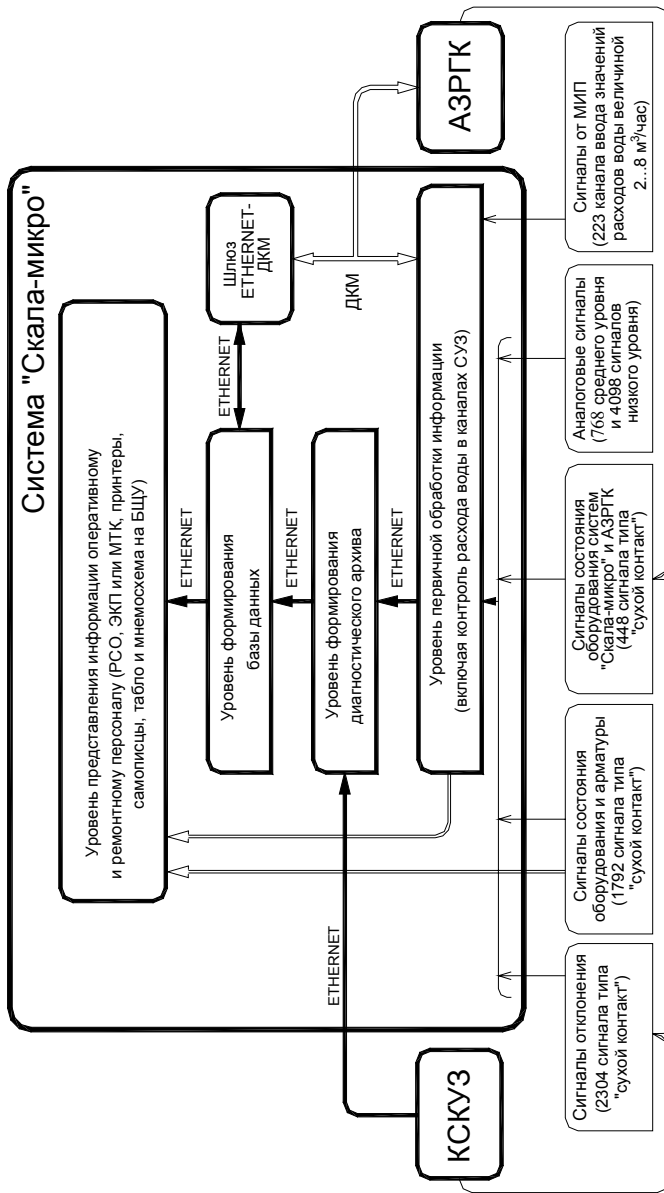 Система "Скала-микро"
Уровень представления информации оперативному
и ремонтному персоналу (РСО, ЭКП или МТК, принтеры,
самописцы, табло и мнемосхема на БЩУ)
ETHERNET
Уровень формирования
базы данных
ETHERNET
Шлюз
ETHERNET-
ДКМ
ETHERNET
Уровень формирования
диагностического архива
ETHERNET
ДКМ
ETHERNET
Уровень первичной обработки информации
(включая контроль расхода воды в каналах СУЗ)
КСКУЗ
АЗРГК
Сигналы отклонения
(2304 сигнала типа
"сухой контакт")
Сигналы состояния
оборудования и арматуры
(1792 сигнала типа
"сухой контакт")
Сигналы состояния
оборудования систем
"Скала-микро" и АЗРГК
(448 сигнала типа
"сухой контакт")
Аналоговые сигналы
(768 среднего уровня
и 4098 сигналов
низкого уровня)
Сигналы от МИП
(223 канала ввода значений
расходов воды величиной
2...8 м³/час)